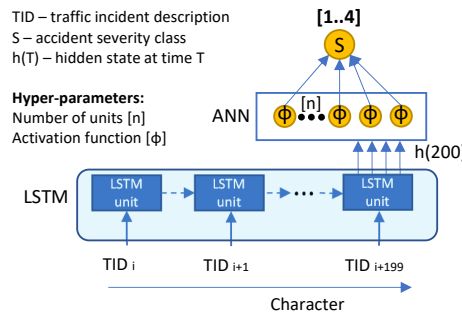 TID – traffic incident description
S – accident severity class
h(T) – hidden state at time T
Hyper-parameters:
Number of units [n]
Activation function [ϕ]
[1..4]
S
ANN
ϕ [n] ϕ ϕ ϕ
h(200)
LSTM
LSTM unit
LSTM unit
...
LSTM unit
TID i
TID i+1
TID i+199
Character